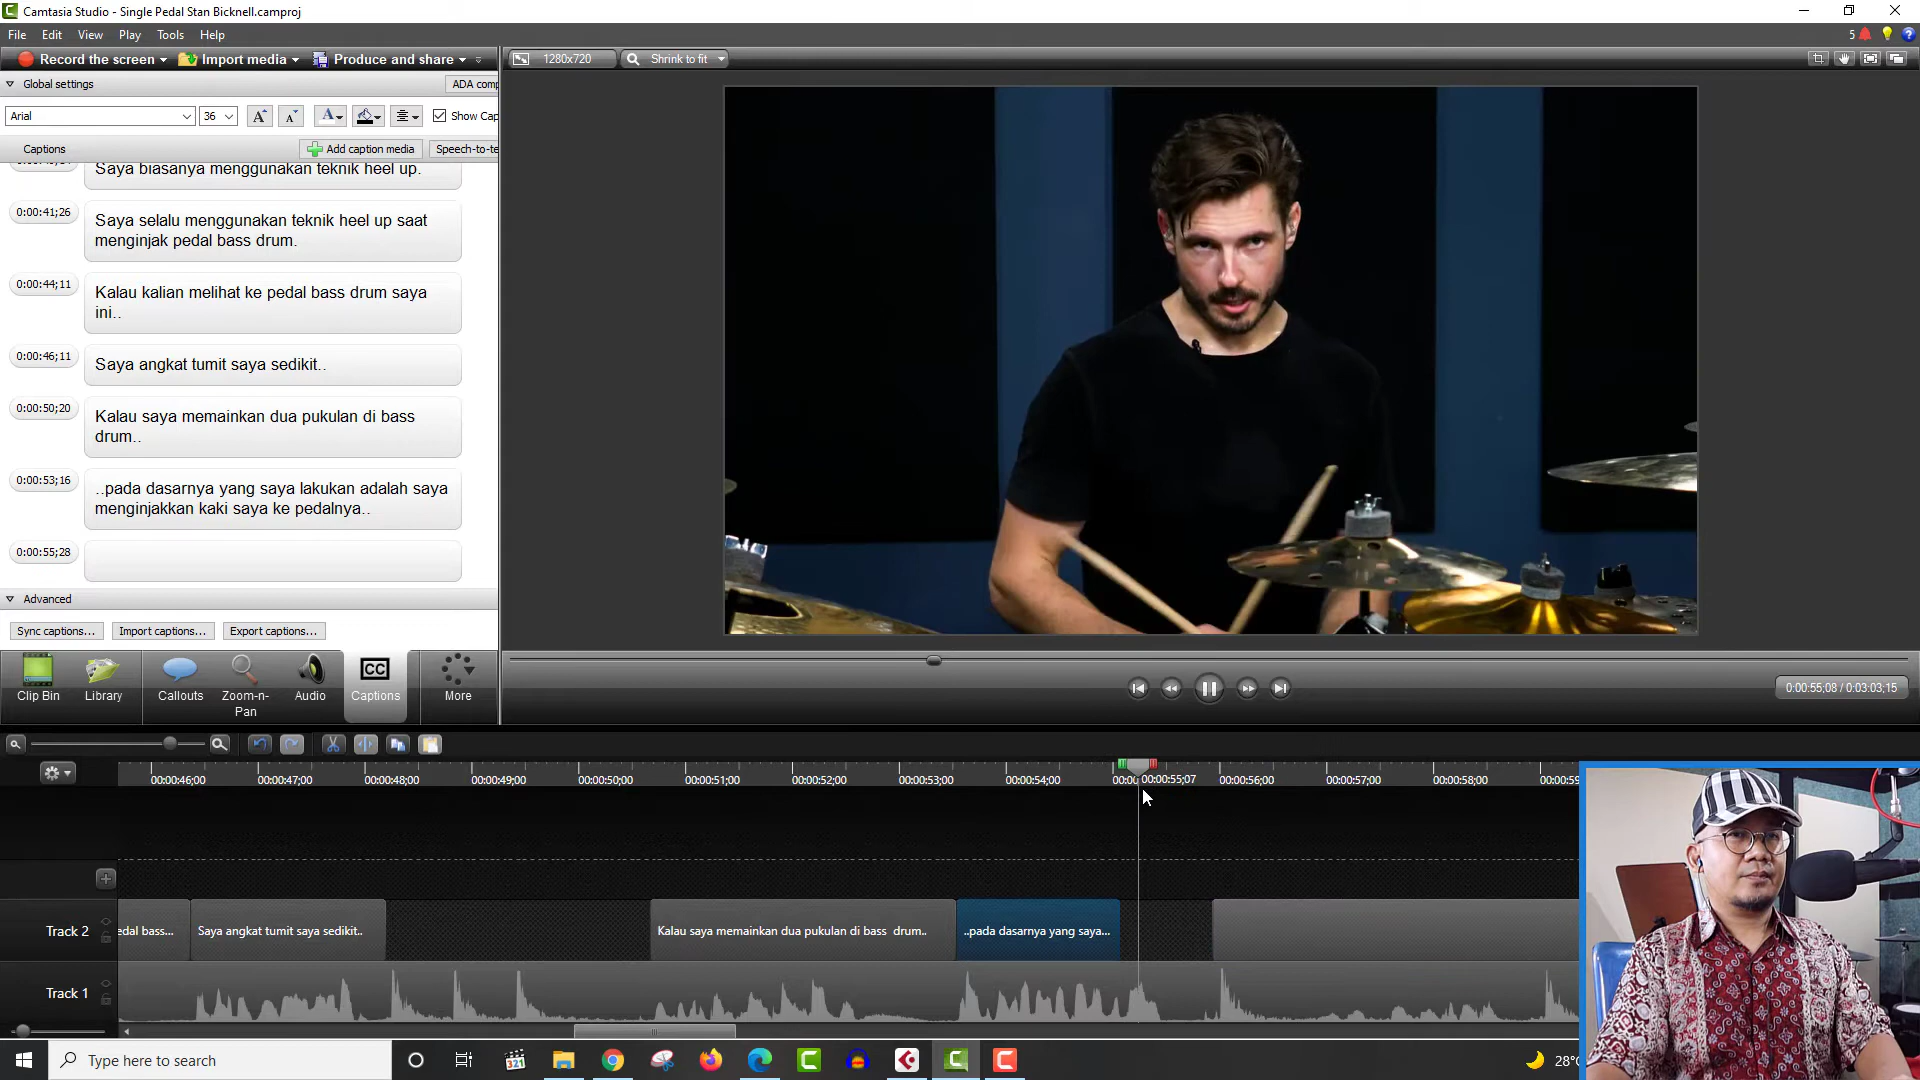 Camtasia Studio - Single Pedal Stan Bicknell.camproj
File Edit View Play Tools Help
5
Record the screen Import media Produce and share
1280x720 Shrink to fit
Global settings
ADA comp
Arial 36 Show Cap
Captions Add caption media Speech-to-te
Saya biasanya menggunakan teknik heel up.
0:00:41;26
Saya selalu menggunakan teknik heel up saat
menginjak pedal bass drum.
0:00:44;11
Kalau kalian melihat ke pedal bass drum saya
ini..
0:00:46;11
Saya angkat tumit saya sedikit..
0:00:50;20
Kalau saya memainkan dua pukulan di bass
drum..
0:00:53;16
..pada dasarnya yang saya lakukan adalah saya
menginjakkan kaki saya ke pedalnya..
0:00:55;28
Advanced
Sync captions... Import captions... Export captions...
CC
Clip Bin Library Callouts Zoom-n-
Pan Audio Captions More
0:00:55;08 / 0:03:03;15
00:00:46;00 00:00:47;00 00:00:48;00 00:00:49;00 00:00:50;00 00:00:51;00 00:00:52;00 00:00:53;00 00:00:54;00 00:00 00:00:55;07 00:00:56;00 00:00:57;00 00:00:58;00 00:00:59
Track 2 edal bass... Saya angkat tumit saya sedikit.. Kalau saya memainkan dua pukulan di bass drum.. ..pada dasarnya yang saya...
Track 1
Type here to search
321
28°